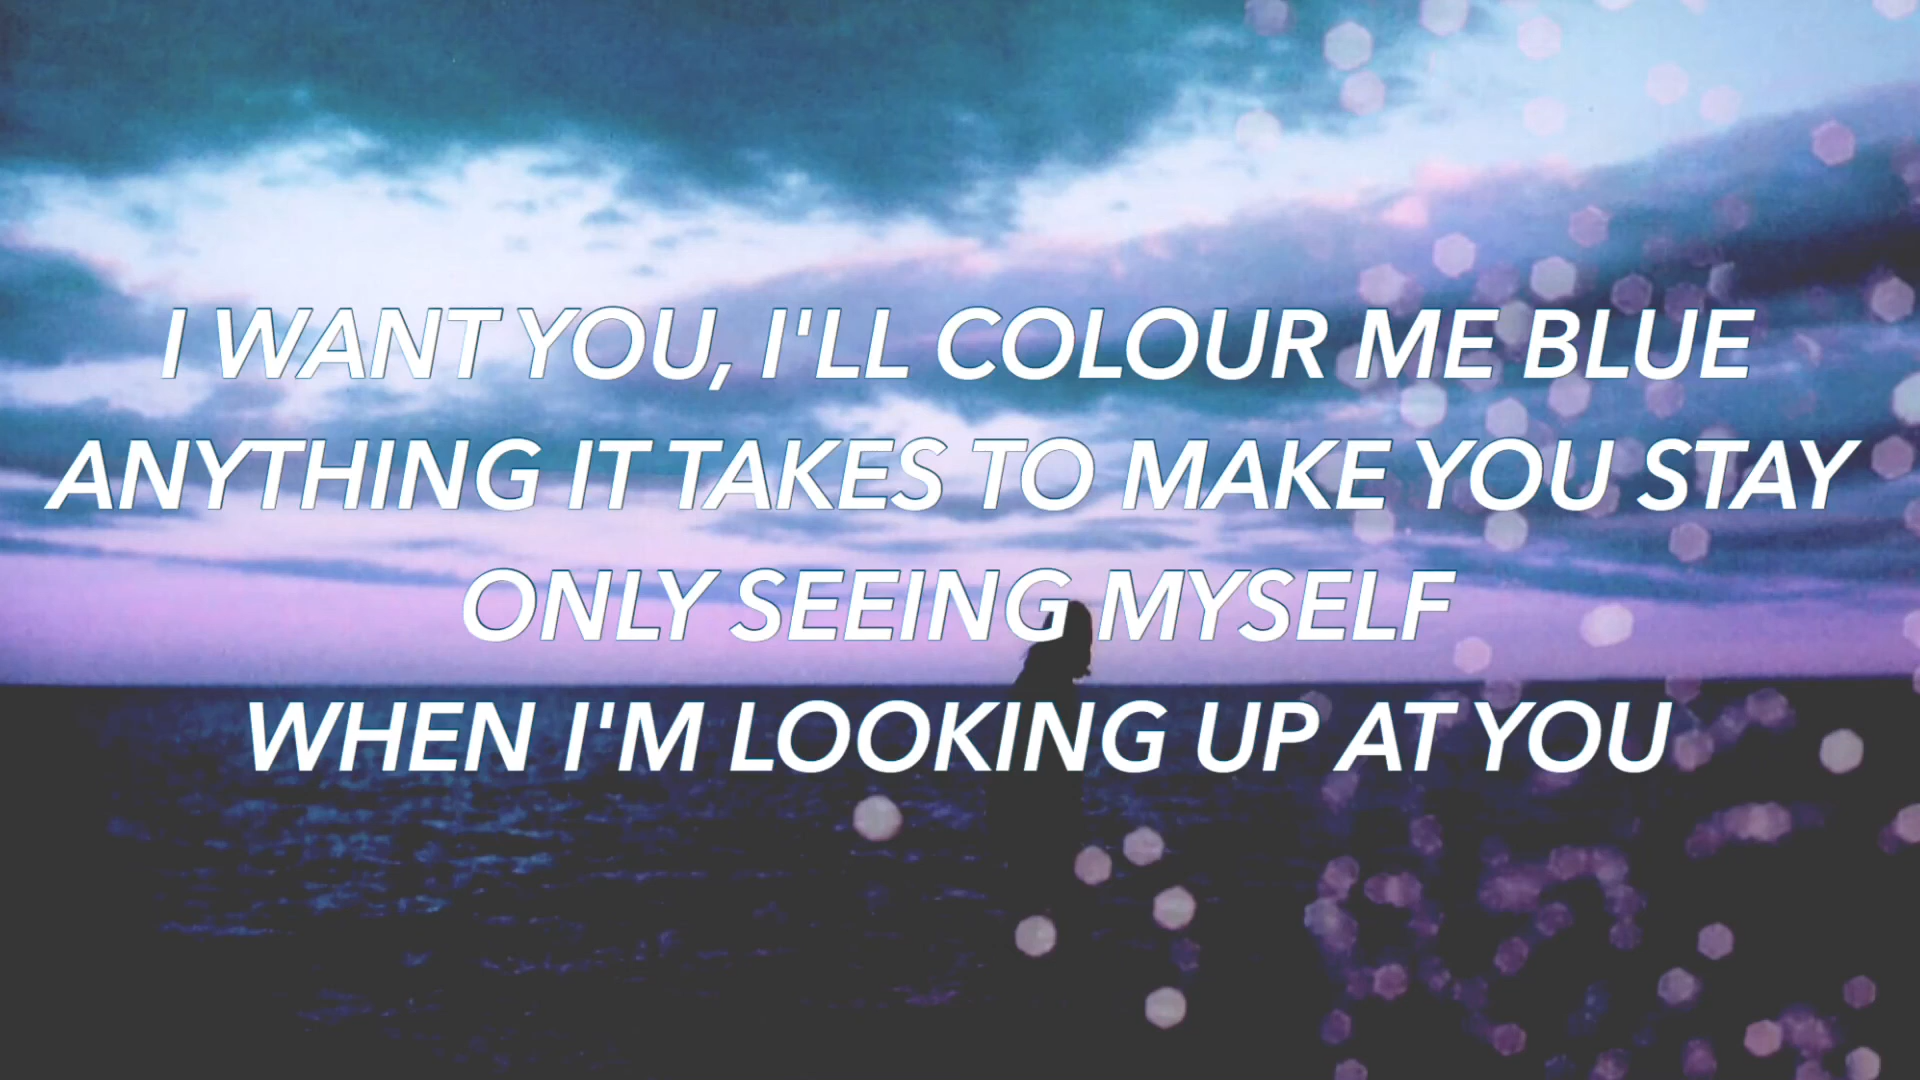 I WANT YOU, I'LL COLOUR ME BLUE
ANYTHING IT TAKES TO MAKE YOU STAY
ONLY SEEING MYSELF
WHEN I'M LOOKING UP AT YOU